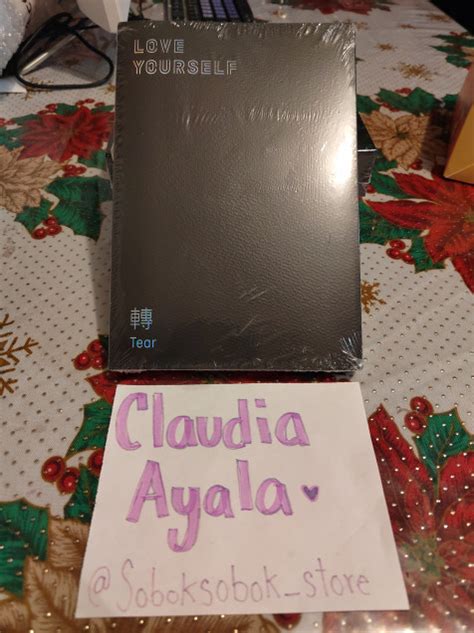 LOVE
YOURSELF
轉
Tear
Claudia
Ayala
@Soboksobok_store